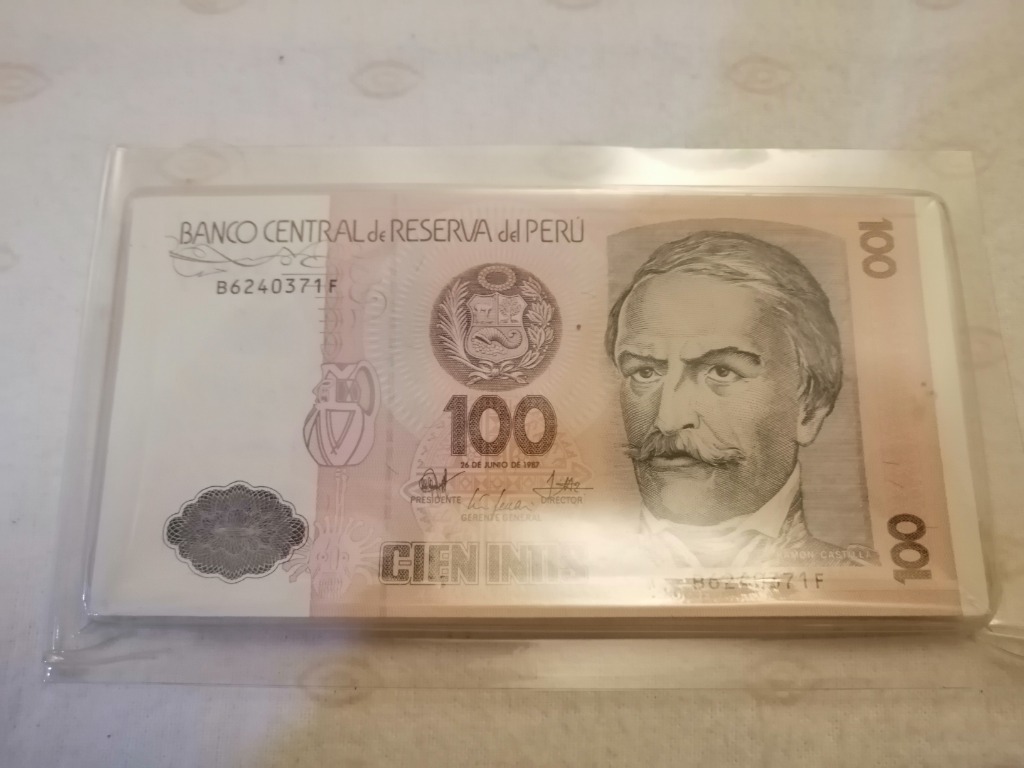 BANCO CENTRAL de RESERVA del PERÚ
B6240371F
100
100
26 DE JUNIO DE 1987
PRESIDENTE
DIRECTOR
GERENTE GENERAL
CIEN INTIS
B6240371F
100